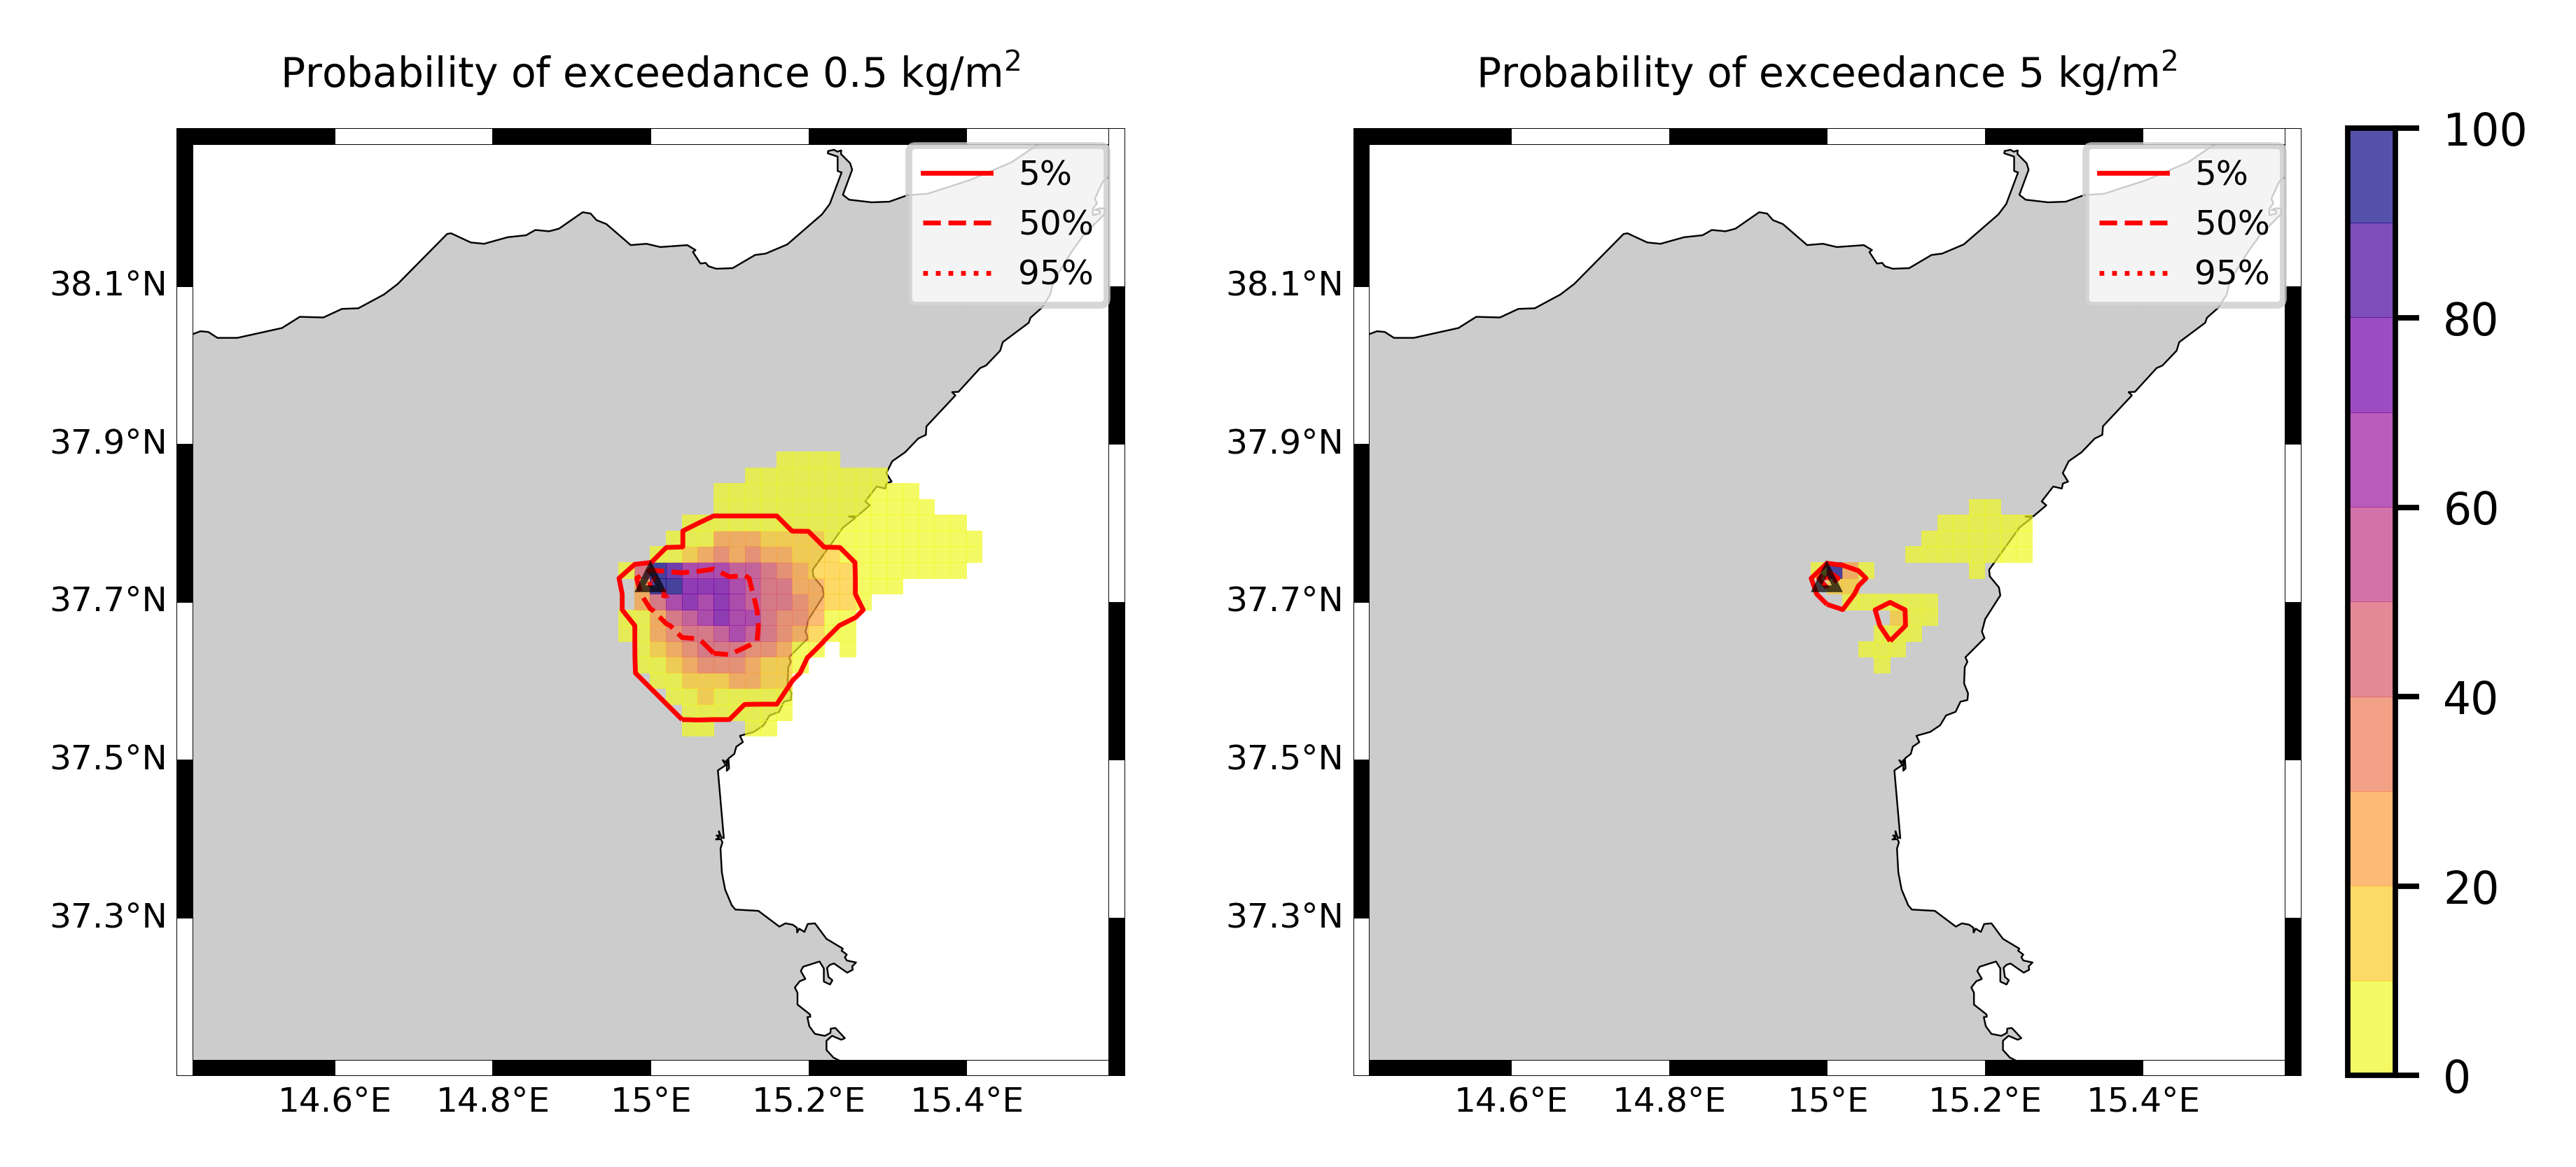 Probability of exceedance 0.5 kg/m²
5%
50%
95%
38.1°N
37.9°N
37.7°N
37.5°N
37.3°N
14.6°E 14.8°E 15°E 15.2°E 15.4°E
Probability of exceedance 5 kg/m²
5%
50%
95%
38.1°N
37.9°N
37.7°N
37.5°N
37.3°N
14.6°E 14.8°E 15°E 15.2°E 15.4°E
100
80
60
40
20
0